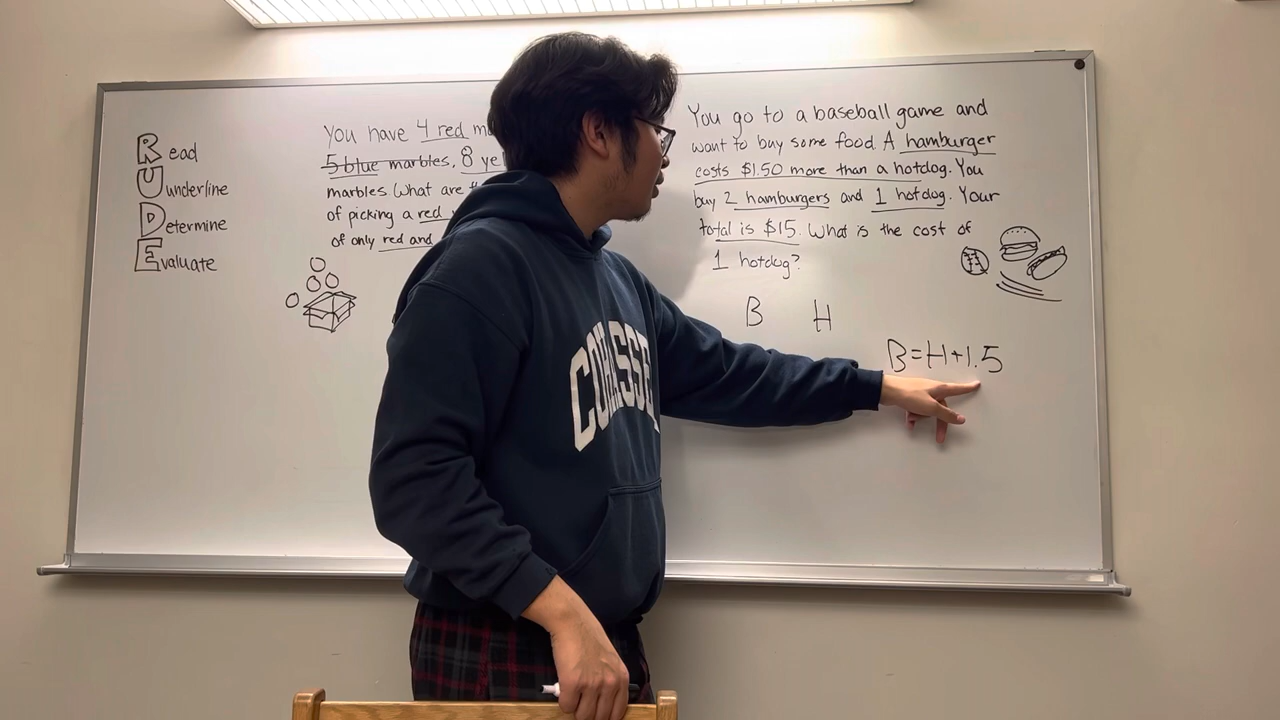 Read
Uunderline
Determine
Evaluate
You have 4 red
5 blue marbles, 8
marbles. What are
of picking a red
of only red and
You go to a baseball game and
want to buy some food. A hamburger
costs $1.50 more than a hotdog. You
buy 2 hamburgers and 1 hotdog. Your
total is $15. What is the cost of
1 hotdog?
B H
B=H+1.5